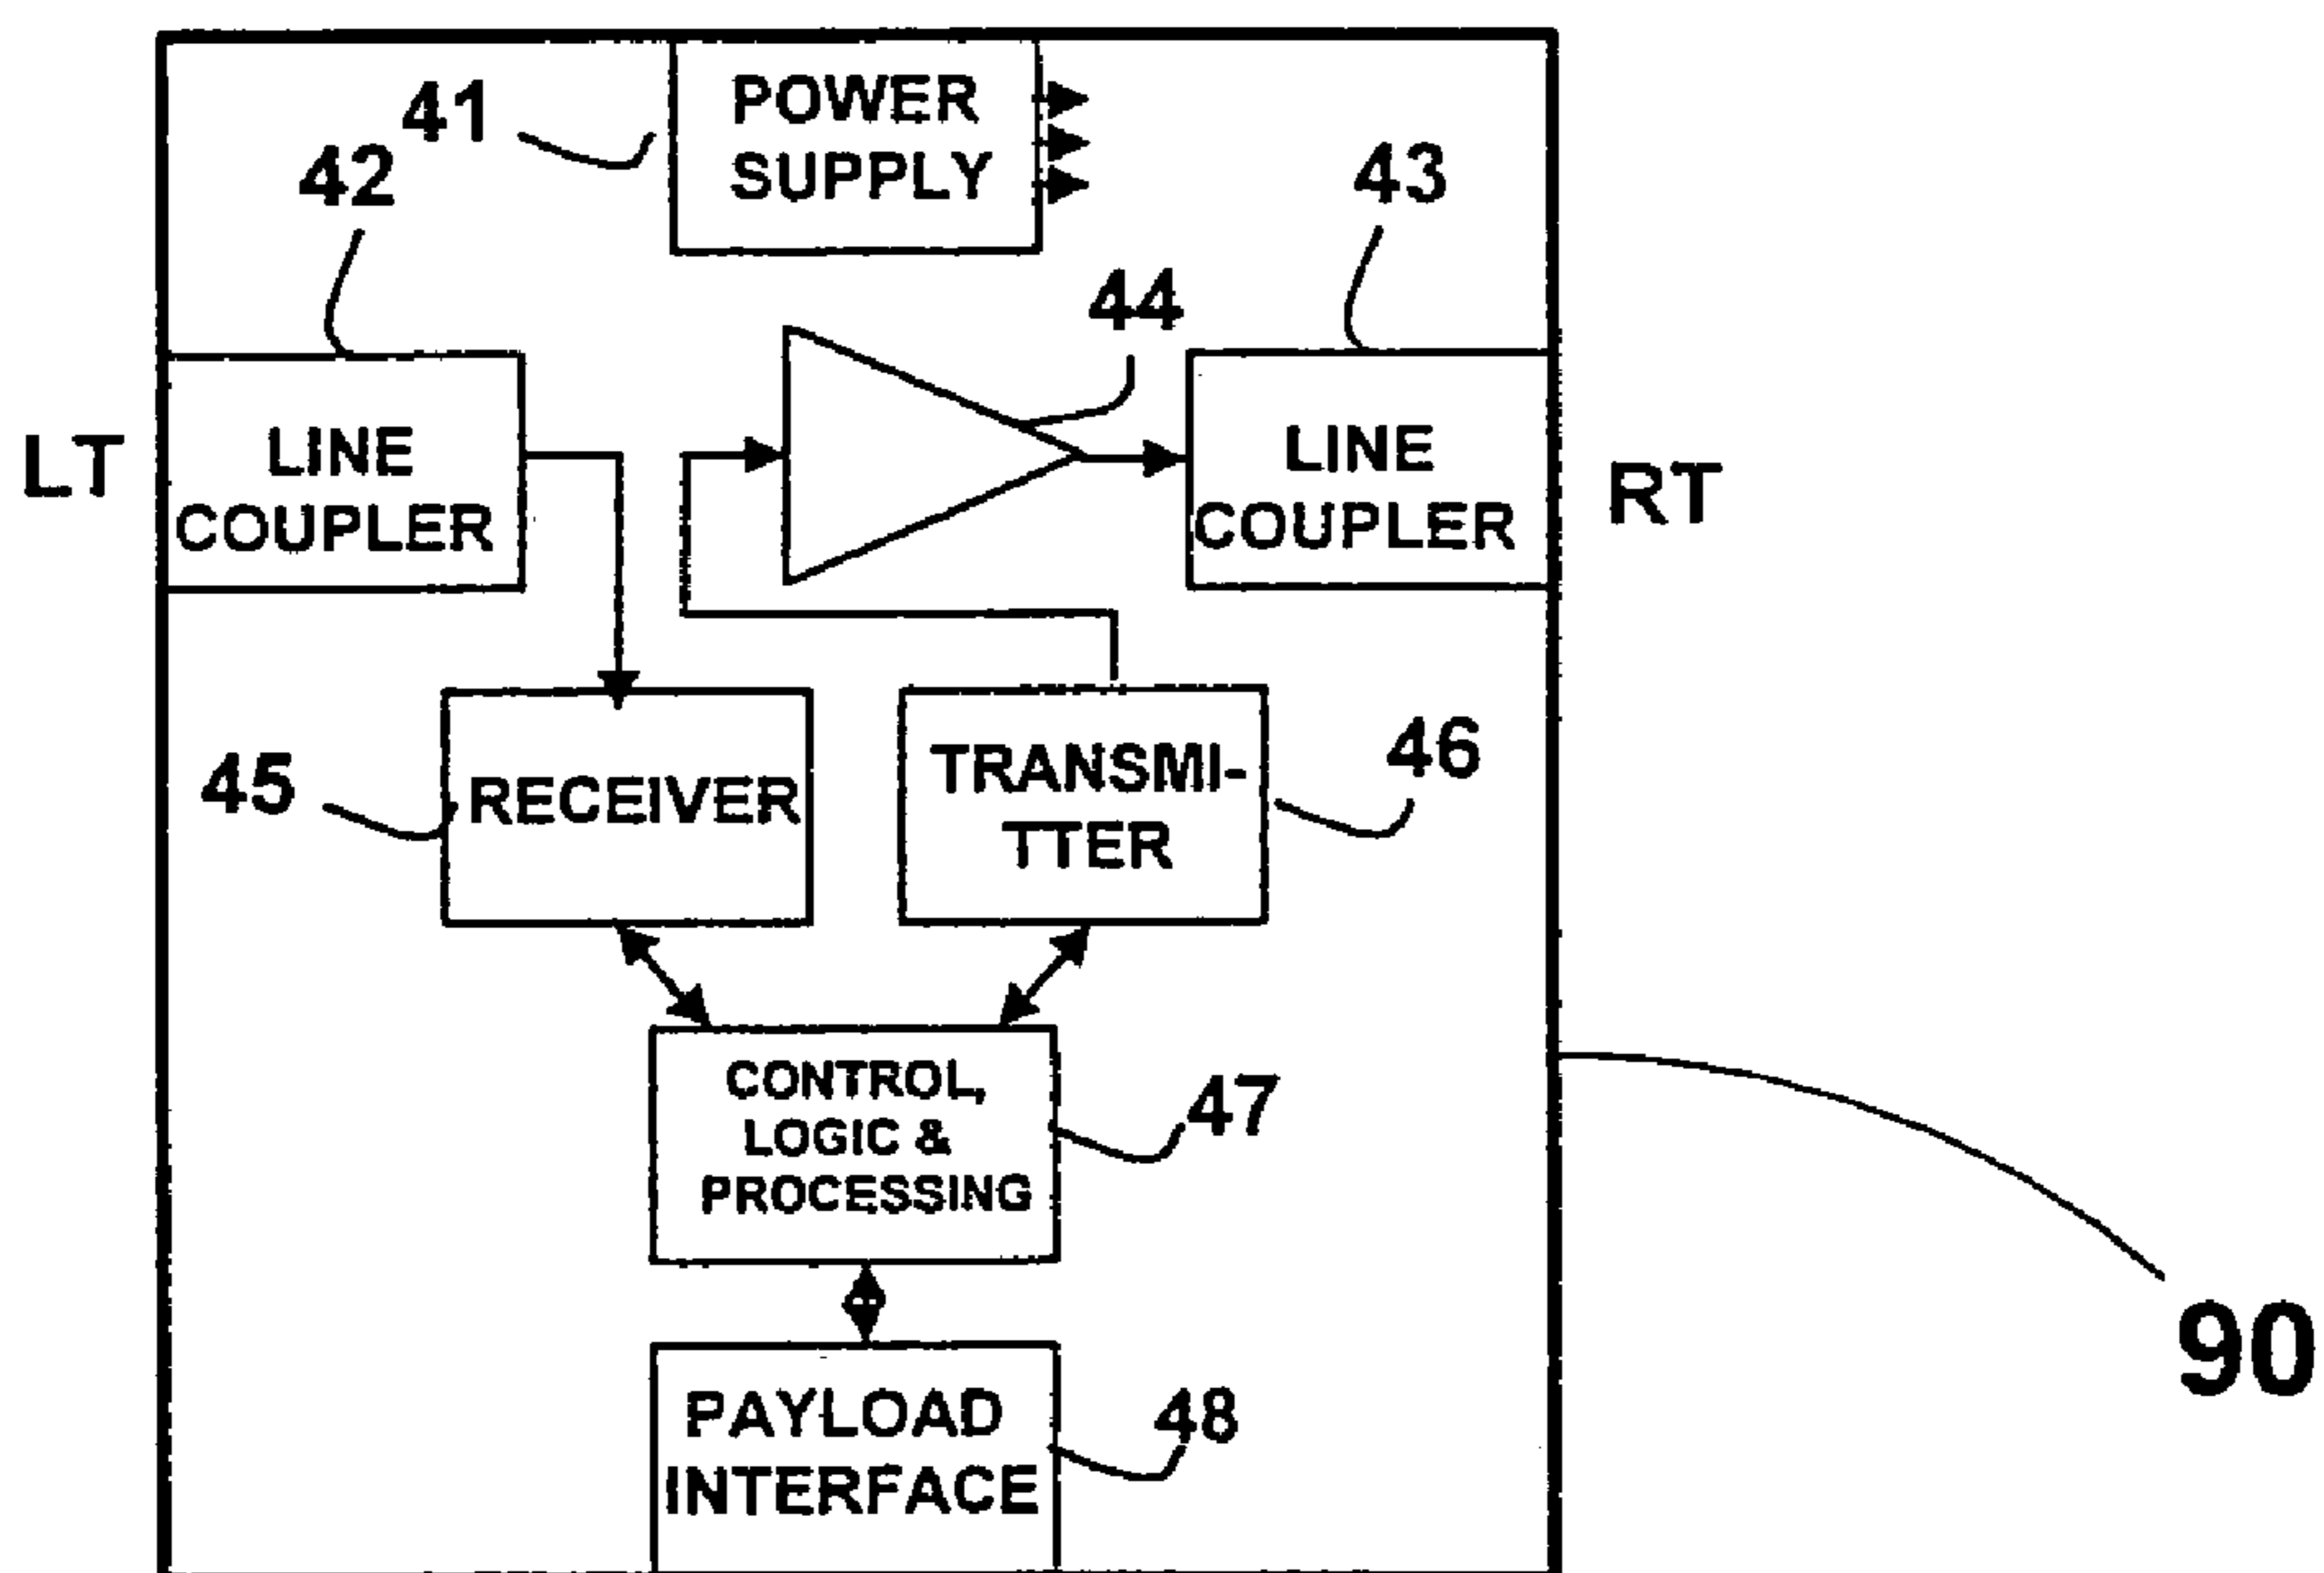 41
POWER
SUPPLY
42
43
44
LT
LINE
COUPLER
LINE
COUPLER
RT
45
RECEIVER
TRANSMI-
TTER
46
CONTROL,
LOGIC &
PROCESSING
47
90
PAYLOAD
INTERFACE
48